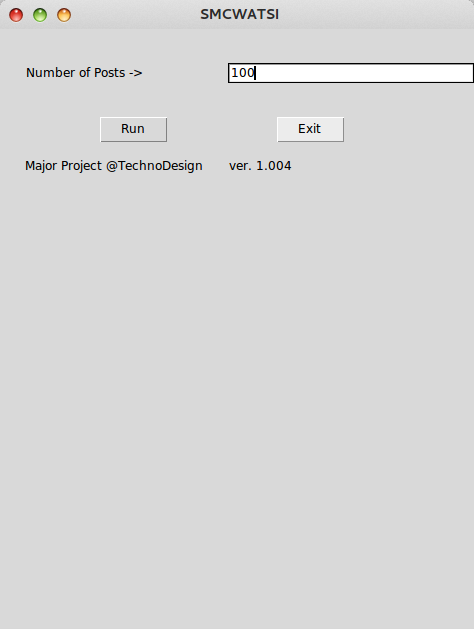 SMCWATSI
Number of Posts -> 100
Run Exit
Major Project @TechnoDesign ver. 1.004